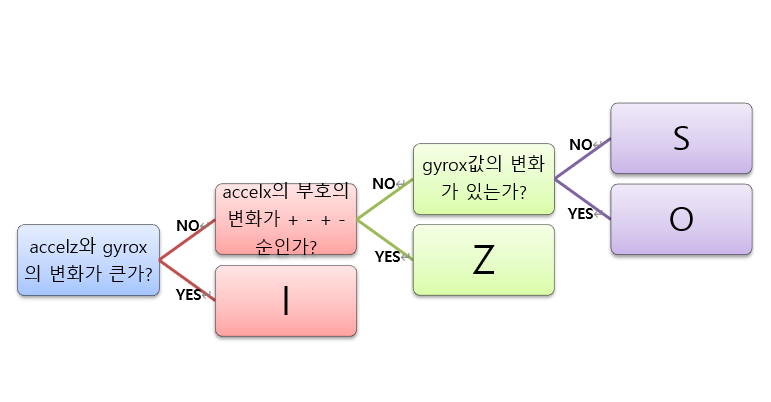 accelz와 gyrox
의 변화가 큰가?
NO
YES
accelx의 부호의
변화가 + - + -
순인가?
I
NO
YES
gyrox값의 변화
가 있는가?
Z
NO
YES
S
O